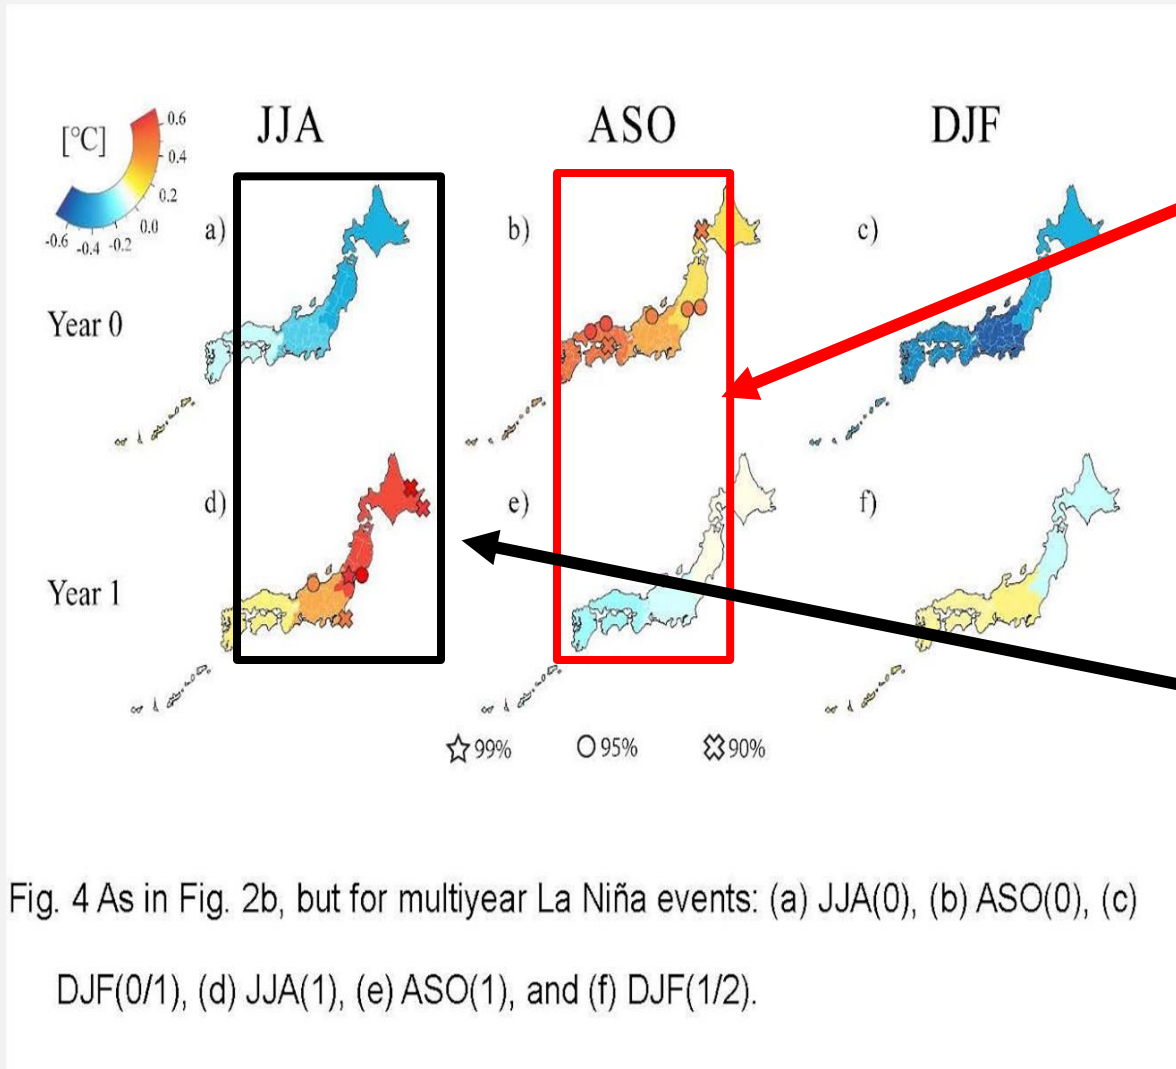 JJA ASO DJF
[°C]
0.6
0.4
0.2
0.0
-0.2
-0.4
-0.6
a) b) c)
Year 0
d) e) f)
Year 1
99% 95% 90%
Fig. 4 As in Fig. 2b, but for multiyear La Niña events: (a) JJA(0), (b) ASO(0), (c)
DJF(0/1), (d) JJA(1), (e) ASO(1), and (f) DJF(1/2).